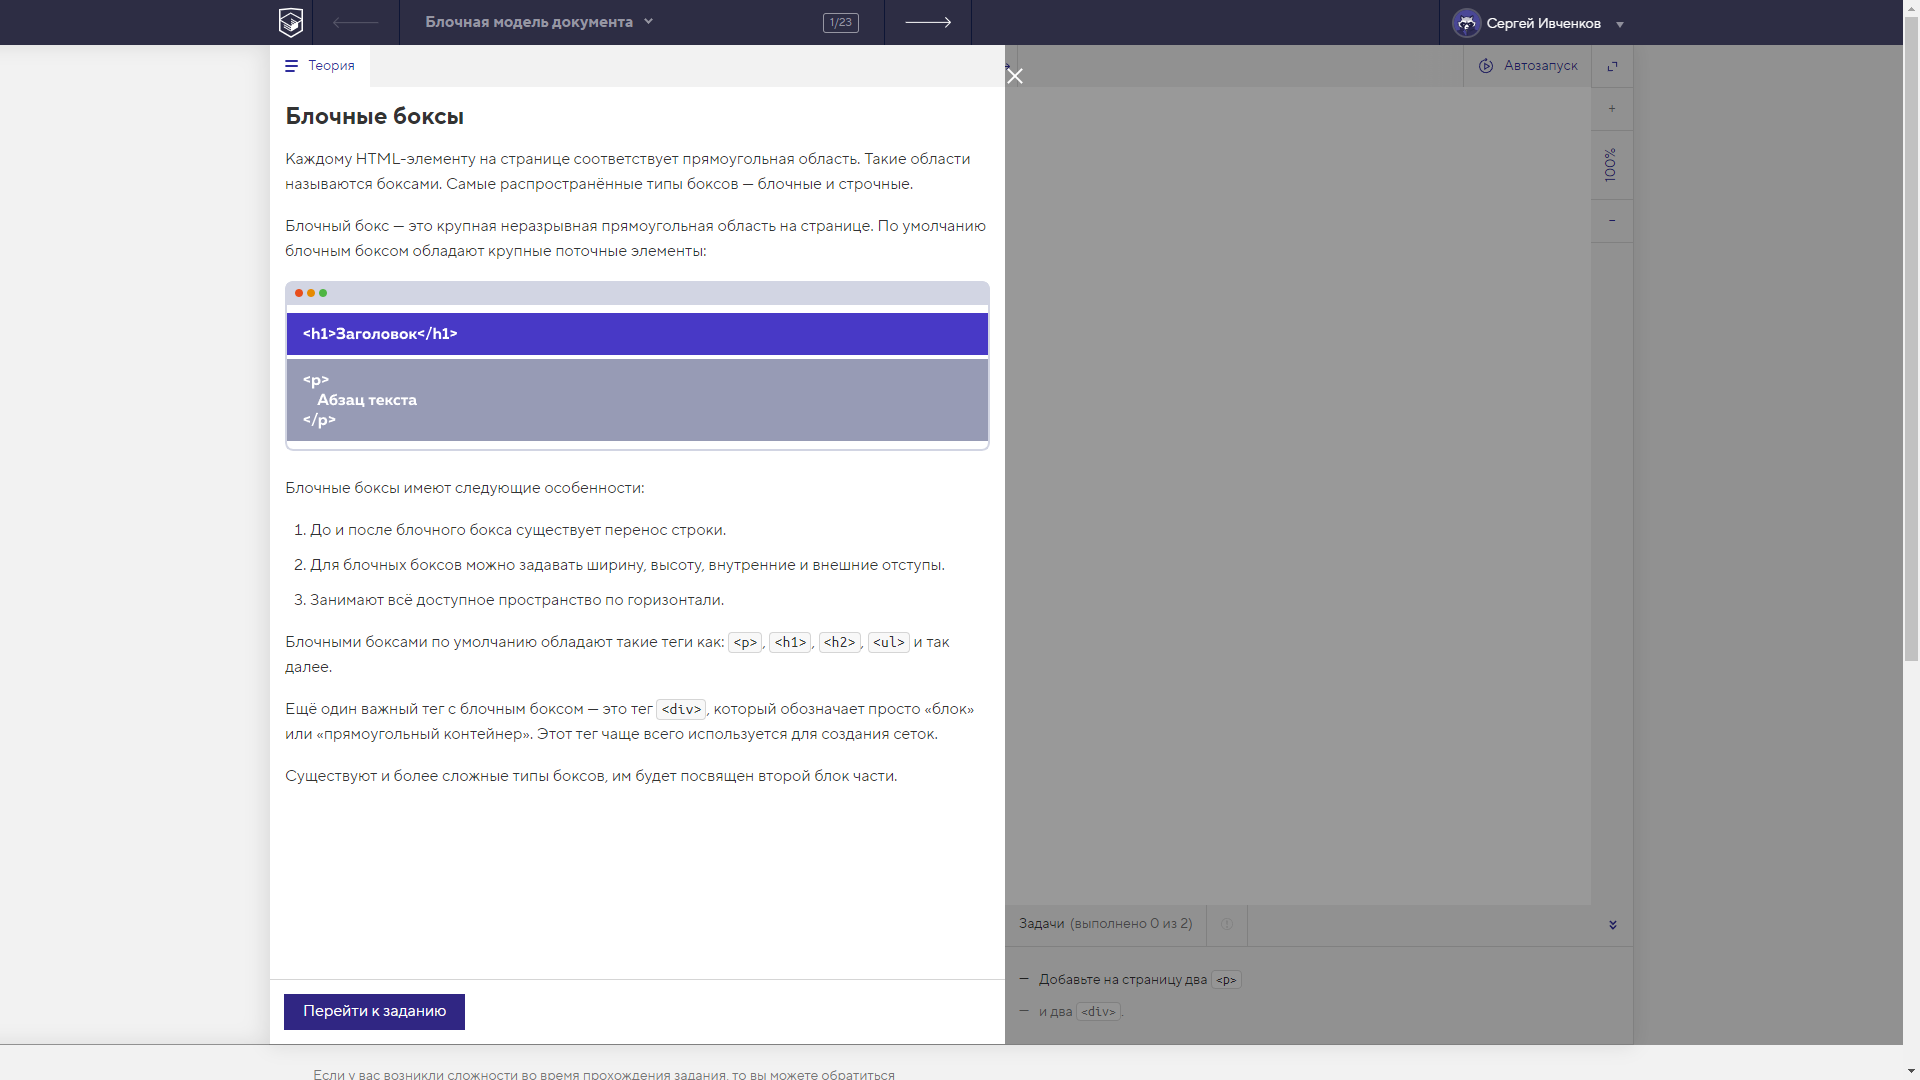 Блочная модель документа
1/23
Сергей Ивченков
Теория
Автозапуск
Блочные боксы
Каждому HTML-элементу на странице соответствует прямоугольная область. Такие области
называются боксами. Самые распространённые типы боксов — блочные и строчные.
Блочный бокс — это крупная неразрывная прямоугольная область на странице. По умолчанию
блочным боксом обладают крупные поточные элементы:
<h1>Заголовок</h1>
<p>
Абзац текста
</p>
Блочные боксы имеют следующие особенности:
1. До и после блочного бокса существует перенос строки.
2. Для блочных боксов можно задавать ширину, высоту, внутренние и внешние отступы.
3. Занимают всё доступное пространство по горизонтали.
Блочными боксами по умолчанию обладают такие теги как: <p>, <h1>, <h2>, <ul> и так
далее.
Ещё один важный тег с блочным боксом — это тег <div>, который обозначает просто «блок»
или «прямоугольный контейнер». Этот тег чаще всего используется для создания сеток.
Существуют и более сложные типы боксов, им будет посвящен второй блок части.
Перейти к заданию
+
100%
−
Задачи (выполнено 0 из 2)
— Добавьте на страницу два <p>
— и два <div>.
Если у вас возникли сложности во время прохождения задания, то вы можете обратиться